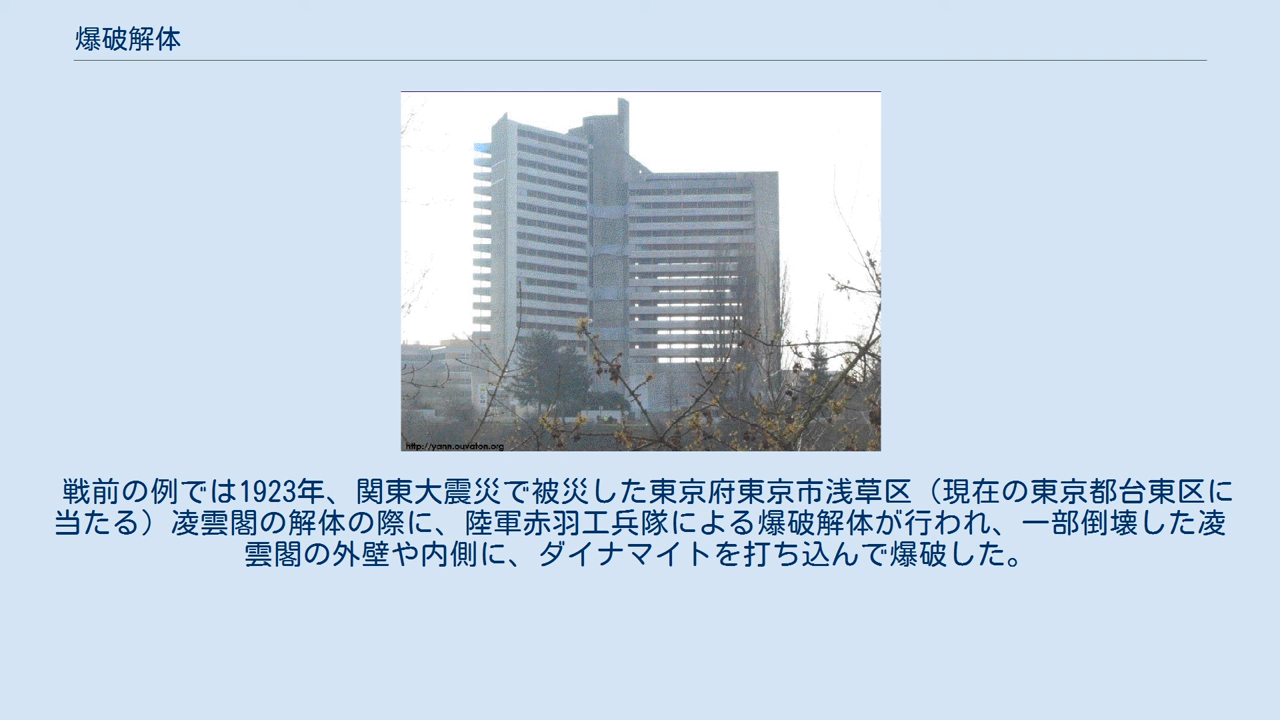 爆破解体
http://yann.ouvaton.org
戦前の例では1923年、関東大震災で被災した東京府東京市浅草区（現在の東京都台東区に
当たる）凌雲閣の解体の際に、陸軍赤羽工兵隊による爆破解体が行われ、一部倒壊した凌
雲閣の外壁や内側に、ダイナマイトを打ち込んで爆破した。